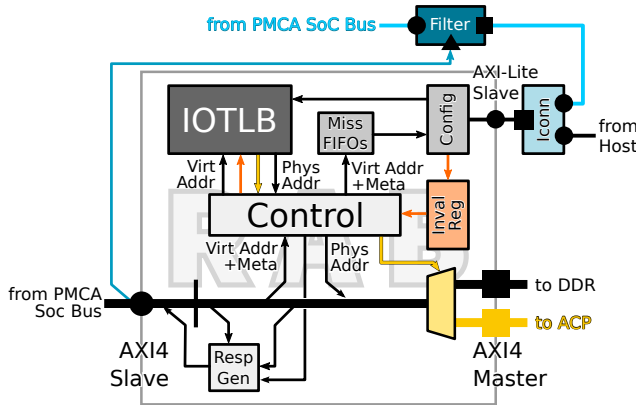 from PMCA SoC Bus
Filter
AXI-Lite
Slave
IOTLB
Miss
FIFOs
Config
Iconn
from
Host
Virt
Addr
Phys
Addr
Virt Addr
+Meta
Inval
Reg
Control
RAB
Virt Addr
+Meta
Phys
Addr
from PMCA
Soc Bus
to DDR
to ACP
AXI4
Slave
Resp
Gen
AXI4
Master